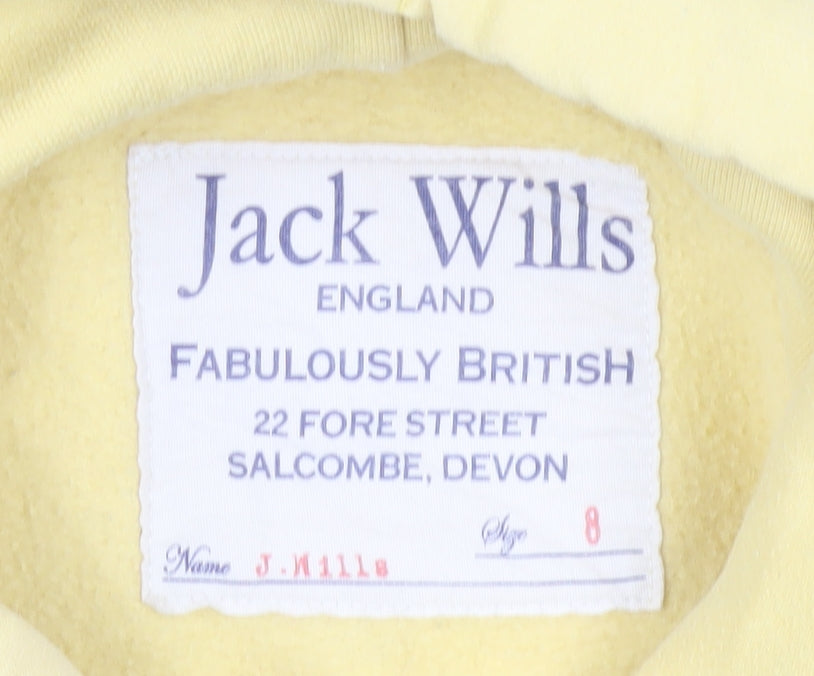 Jack Wills
ENGLAND
FABULOUSLY BRITISH
22 FORE STREET
SALCOMBE, DEVON
Size 8
Name J.Wills